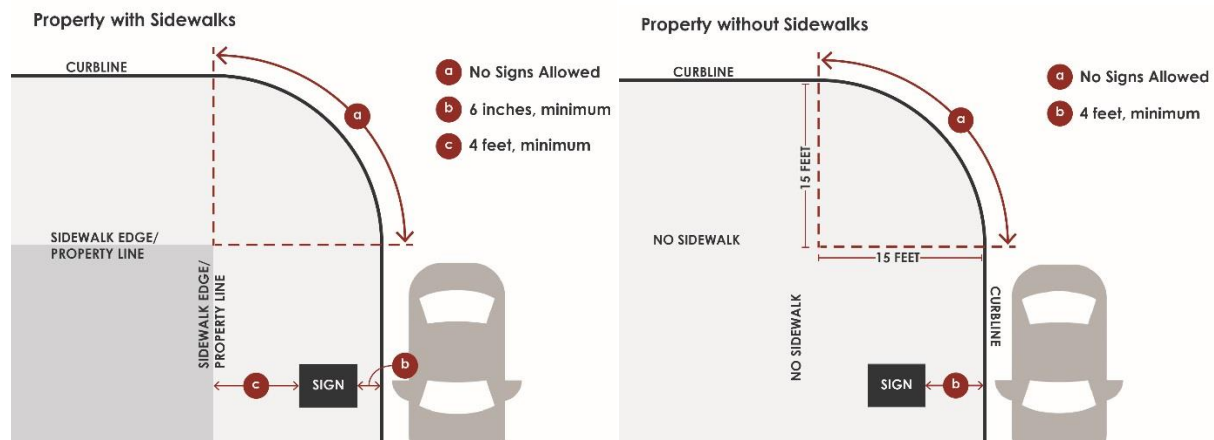 Property with Sidewalks
CURBLINE
a
a No Signs Allowed
b 6 inches, minimum
c 4 feet, minimum
SIDEWALK EDGE/
PROPERTY LINE
SIDEWALK EDGE/
PROPERTY LINE
b
c
SIGN
Property without Sidewalks
CURBLINE
a
a No Signs Allowed
b 4 feet, minimum
15 FEET
NO SIDEWALK
15 FEET
NO SIDEWALK
CURBLINE
SIGN
b